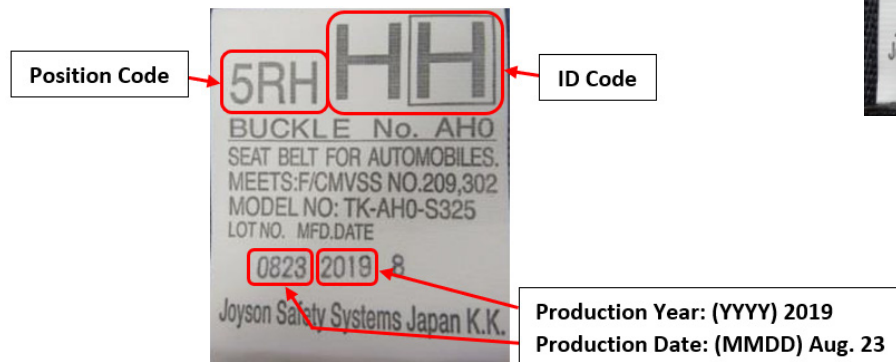 Position Code
5RH
HH
ID Code
BUCKLE No. AH0
SEAT BELT FOR AUTOMOBILES.
MEETS:F/CMVSS NO.209,302
MODEL NO: TK-AH0-S325
LOT NO. MFD.DATE
0823 2019 8
Joyson Safety Systems Japan K.K.
Production Year: (YYYY) 2019
Production Date: (MMDD) Aug. 23